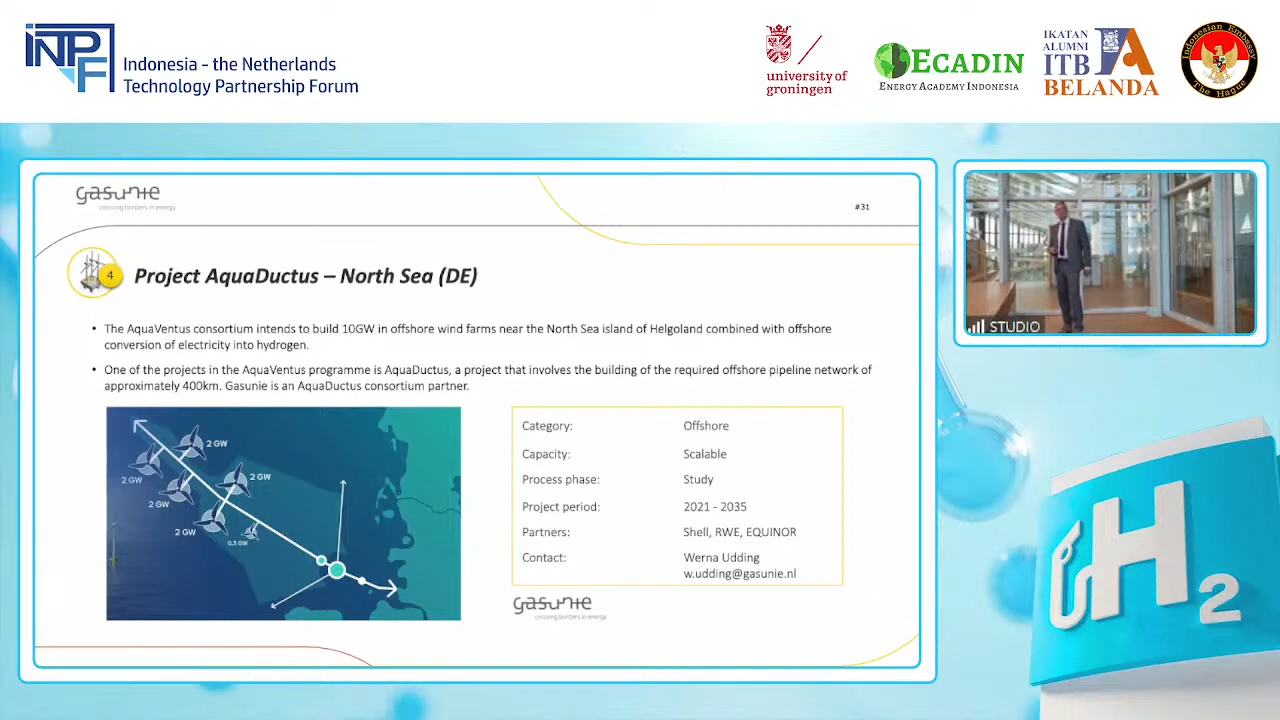 INPF
Indonesia - the Netherlands
Technology Partnership Forum
university of
groningen
ECADIN
ENERGY ACADEMY INDONESIA
IKATAN
ALUMNI
ITB
IA
BELANDA
Indonesian Embassy
The Hague
gasunie
crossing borders in energy
#31
4
Project AquaDuctus – North Sea (DE)
• The AquaVentus consortium intends to build 10GW in offshore wind farms near the North Sea island of Helgoland combined with offshore
conversion of electricity into hydrogen.
• One of the projects in the AquaVentus programme is AquaDuctus, a project that involves the building of the required offshore pipeline network of
approximately 400km. Gasunie is an AquaDuctus consortium partner.
2 GW
2 GW
2 GW
2 GW
2 GW
0,3 GW
Category: Offshore
Capacity: Scalable
Process phase: Study
Project period: 2021 - 2035
Partners: Shell, RWE, EQUINOR
Contact: Werna Udding
w.udding@gasunie.nl
gasunie
crossing borders in energy
STUDIO
H2